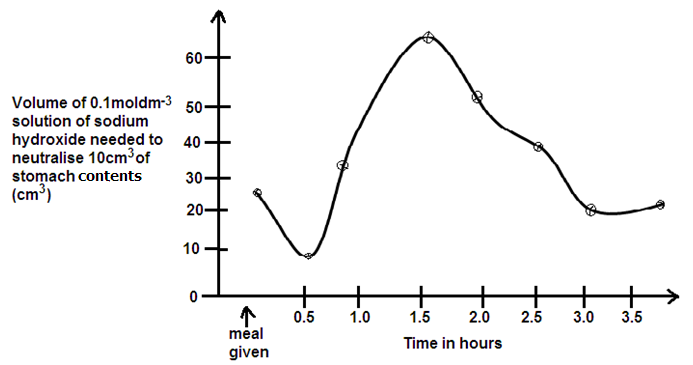 Volume of 0.1moldm-3
solution of sodium
hydroxide needed to
neutralise 10cm3 of
stomach contents
(cm3)
60
50
40
30
20
10
0
0.5 1.0 1.5 2.0 2.5 3.0 3.5
meal
given
Time in hours